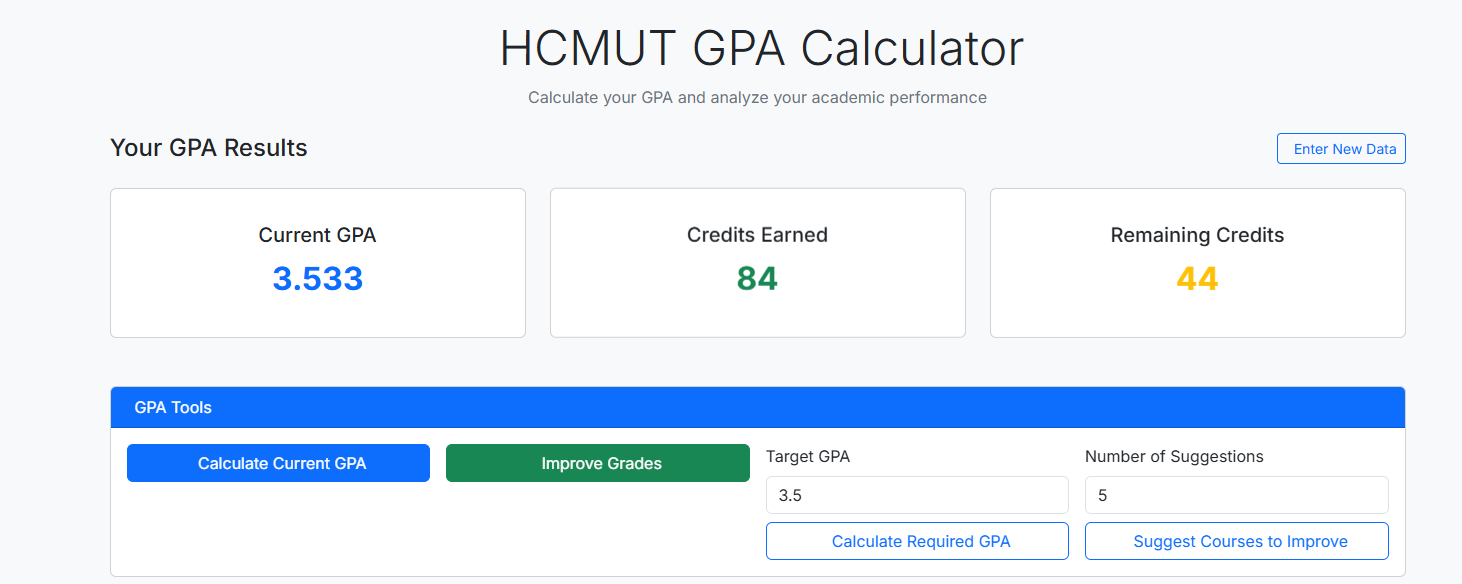 HCMUT GPA Calculator
Calculate your GPA and analyze your academic performance
Your GPA Results
Enter New Data
Current GPA
3.533
Credits Earned
84
Remaining Credits
44
GPA Tools
Calculate Current GPA
Improve Grades
Target GPA
3.5
Calculate Required GPA
Number of Suggestions
5
Suggest Courses to Improve